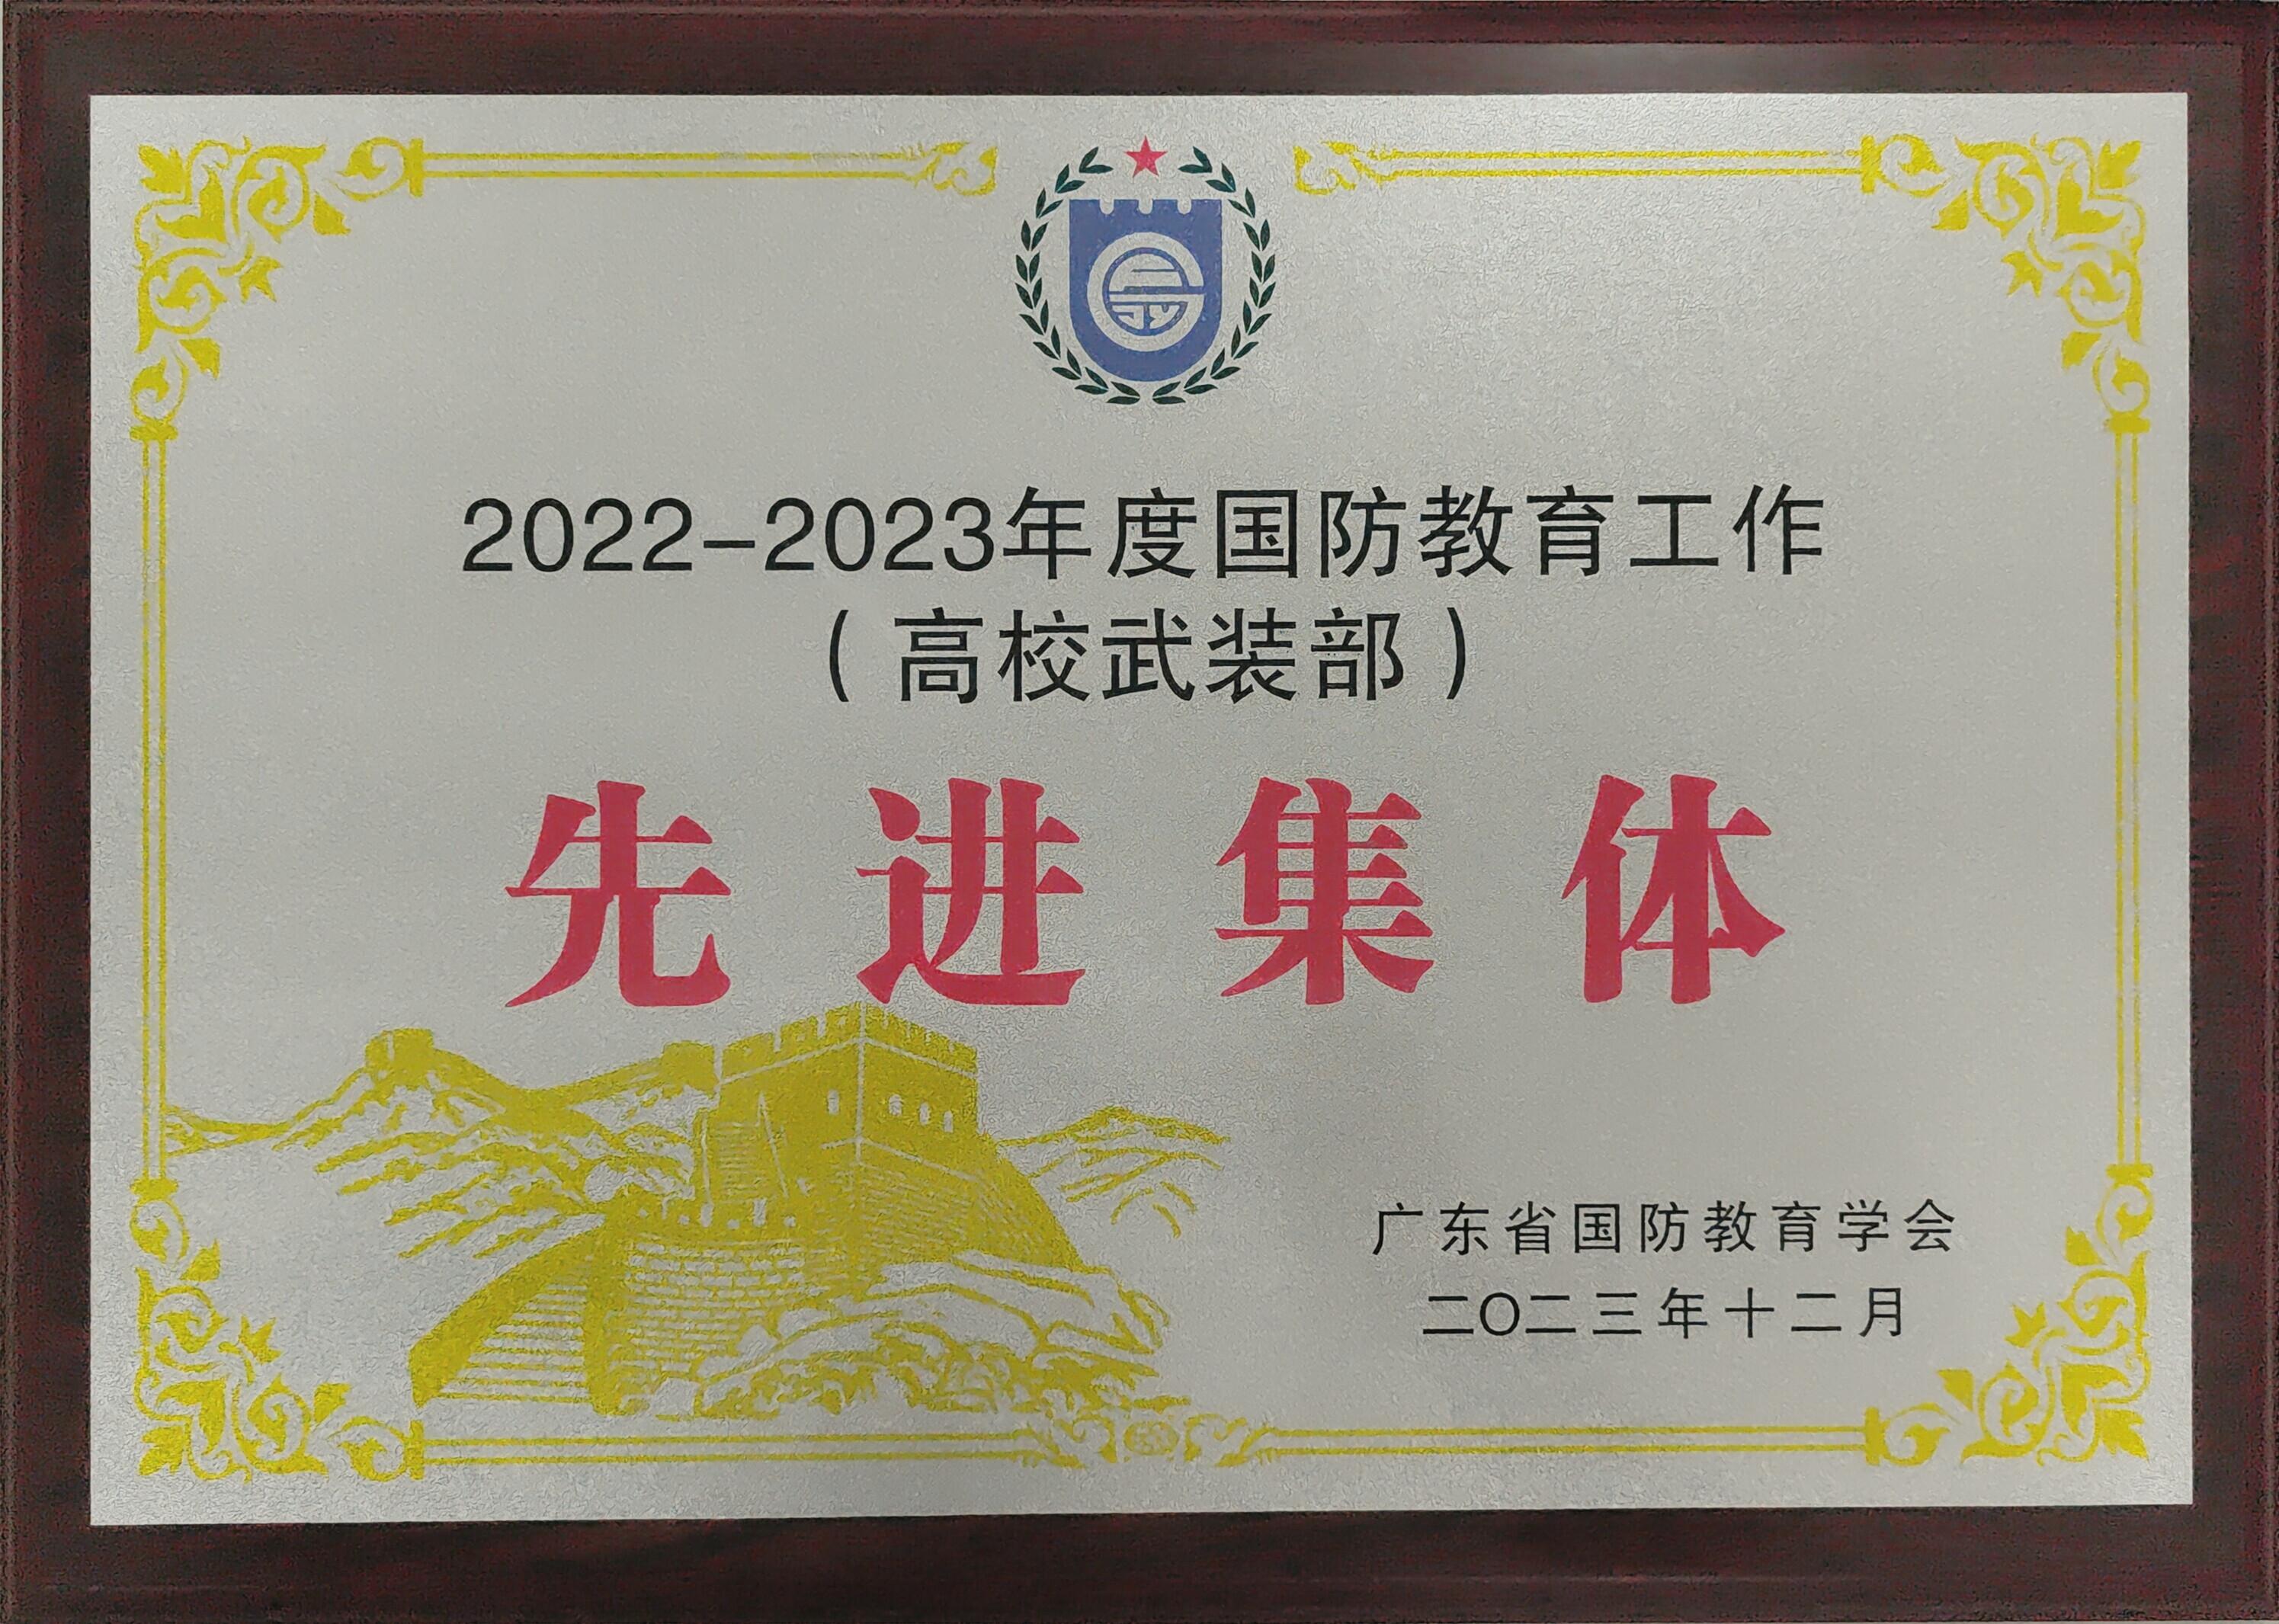 2022-2023年度国防教育工作
（高校武装部）
先进集体
广东省国防教育学会
二〇二三年十二月